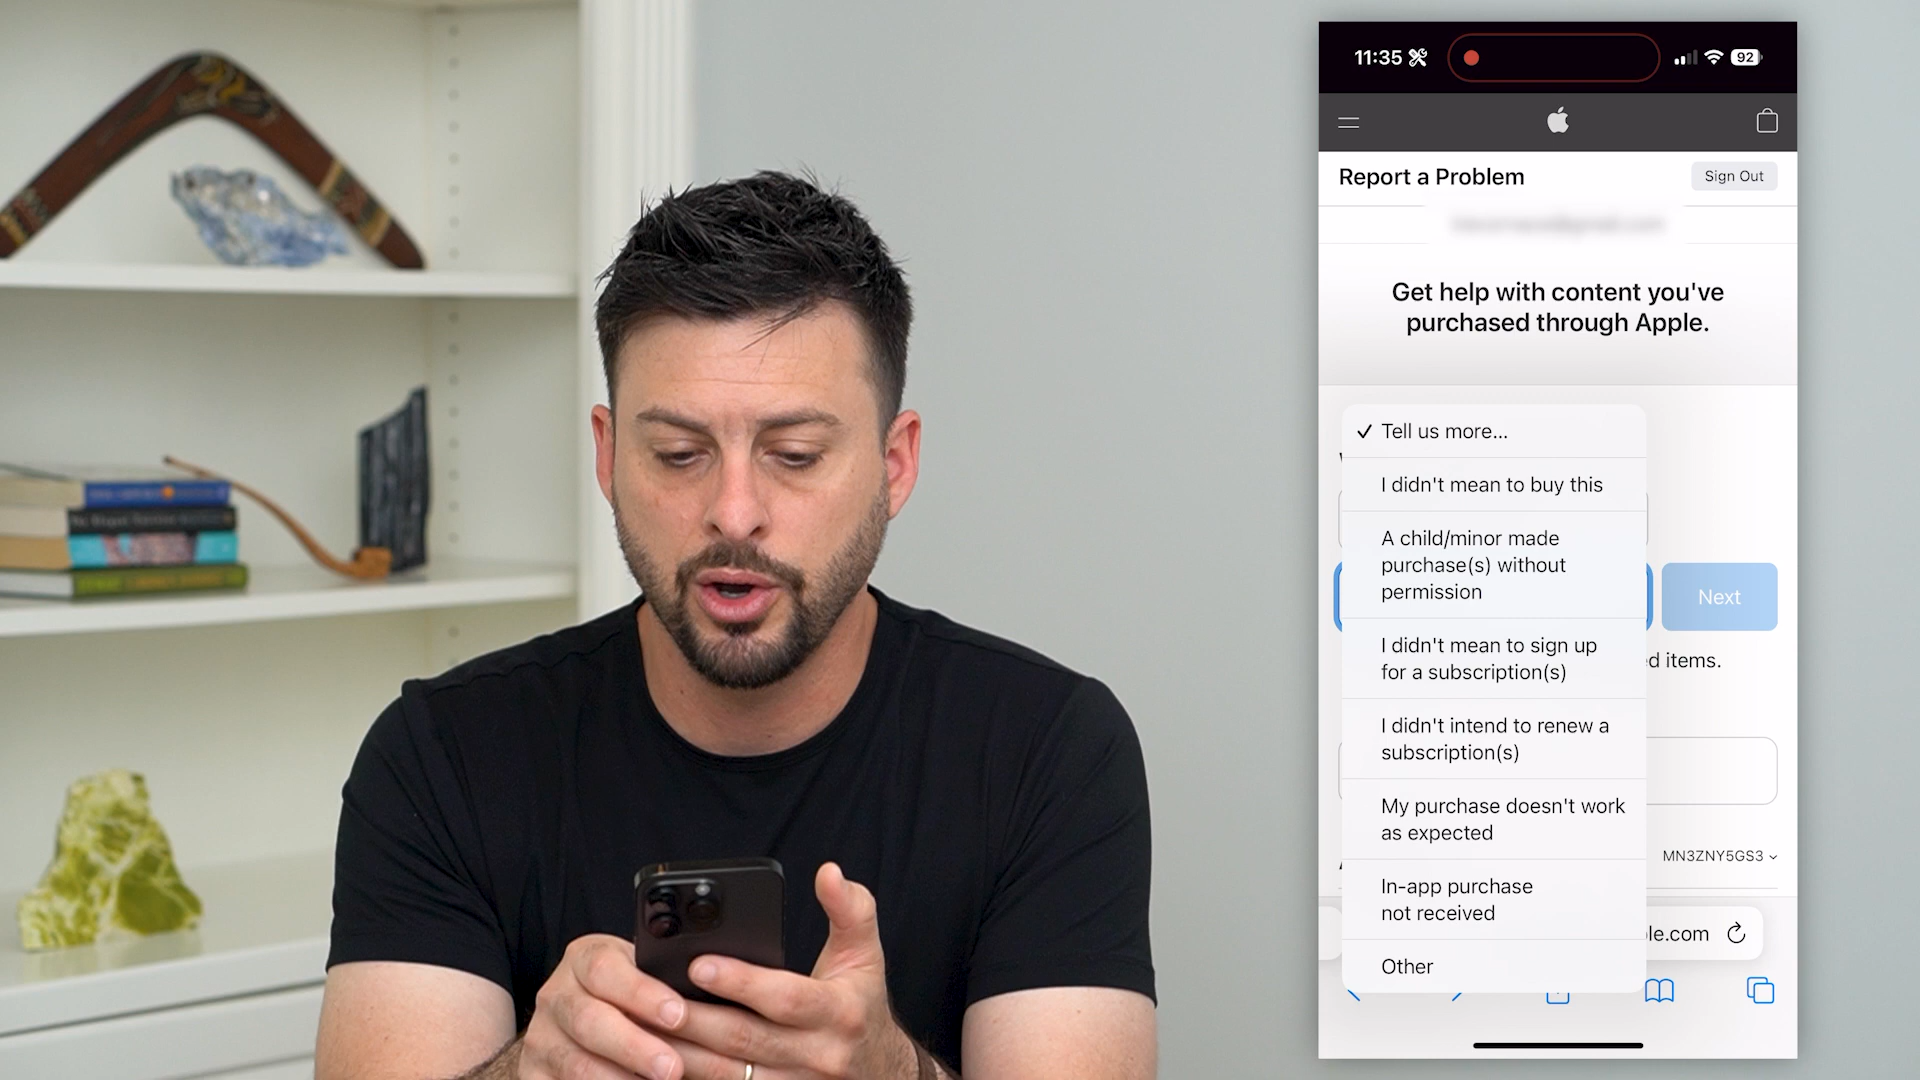 11:35
92
Report a Problem
Sign Out
Get help with content you've
purchased through Apple.
✓ Tell us more...
I didn't mean to buy this
A child/minor made
purchase(s) without
permission
Next
I didn't mean to sign up
for a subscription(s)
d items.
I didn't intend to renew a
subscription(s)
My purchase doesn't work
as expected
MN3ZNY5GS3
In-app purchase
not received
le.com
Other